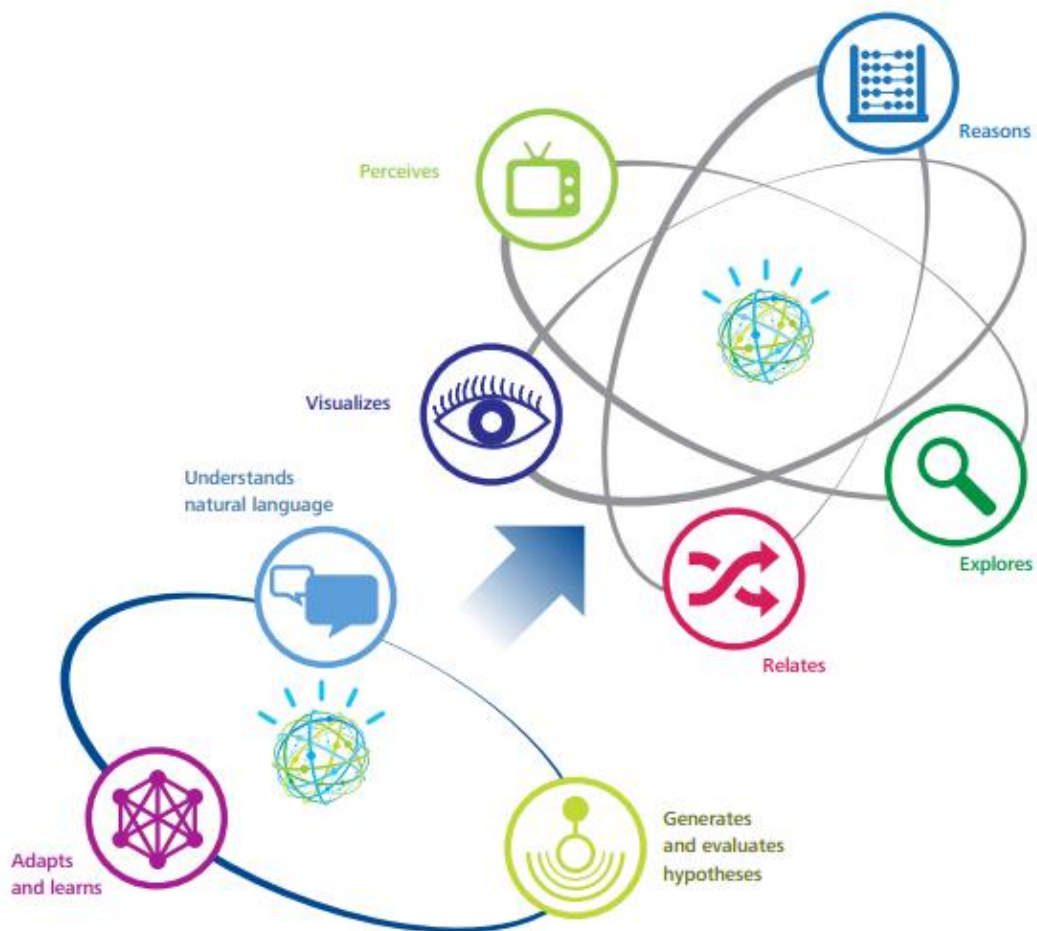 Reasons
Perceives
Visualizes
Understands
natural language
Explores
Relates
Generates
and evaluates
hypotheses
Adapts
and learns